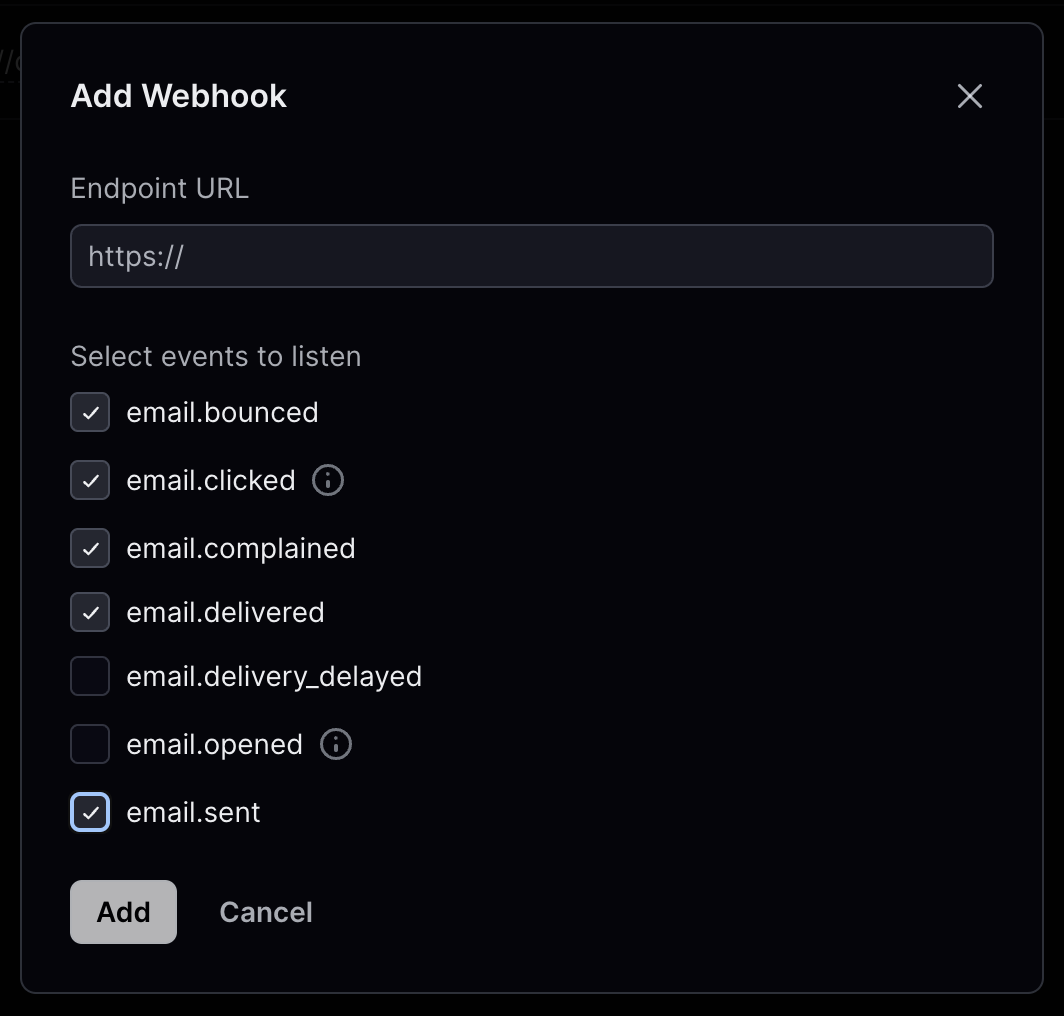 Add Webhook
Endpoint URL
https://
Select events to listen
email.bounced
email.clicked
email.complained
email.delivered
email.delivery_delayed
email.opened
email.sent
Add Cancel